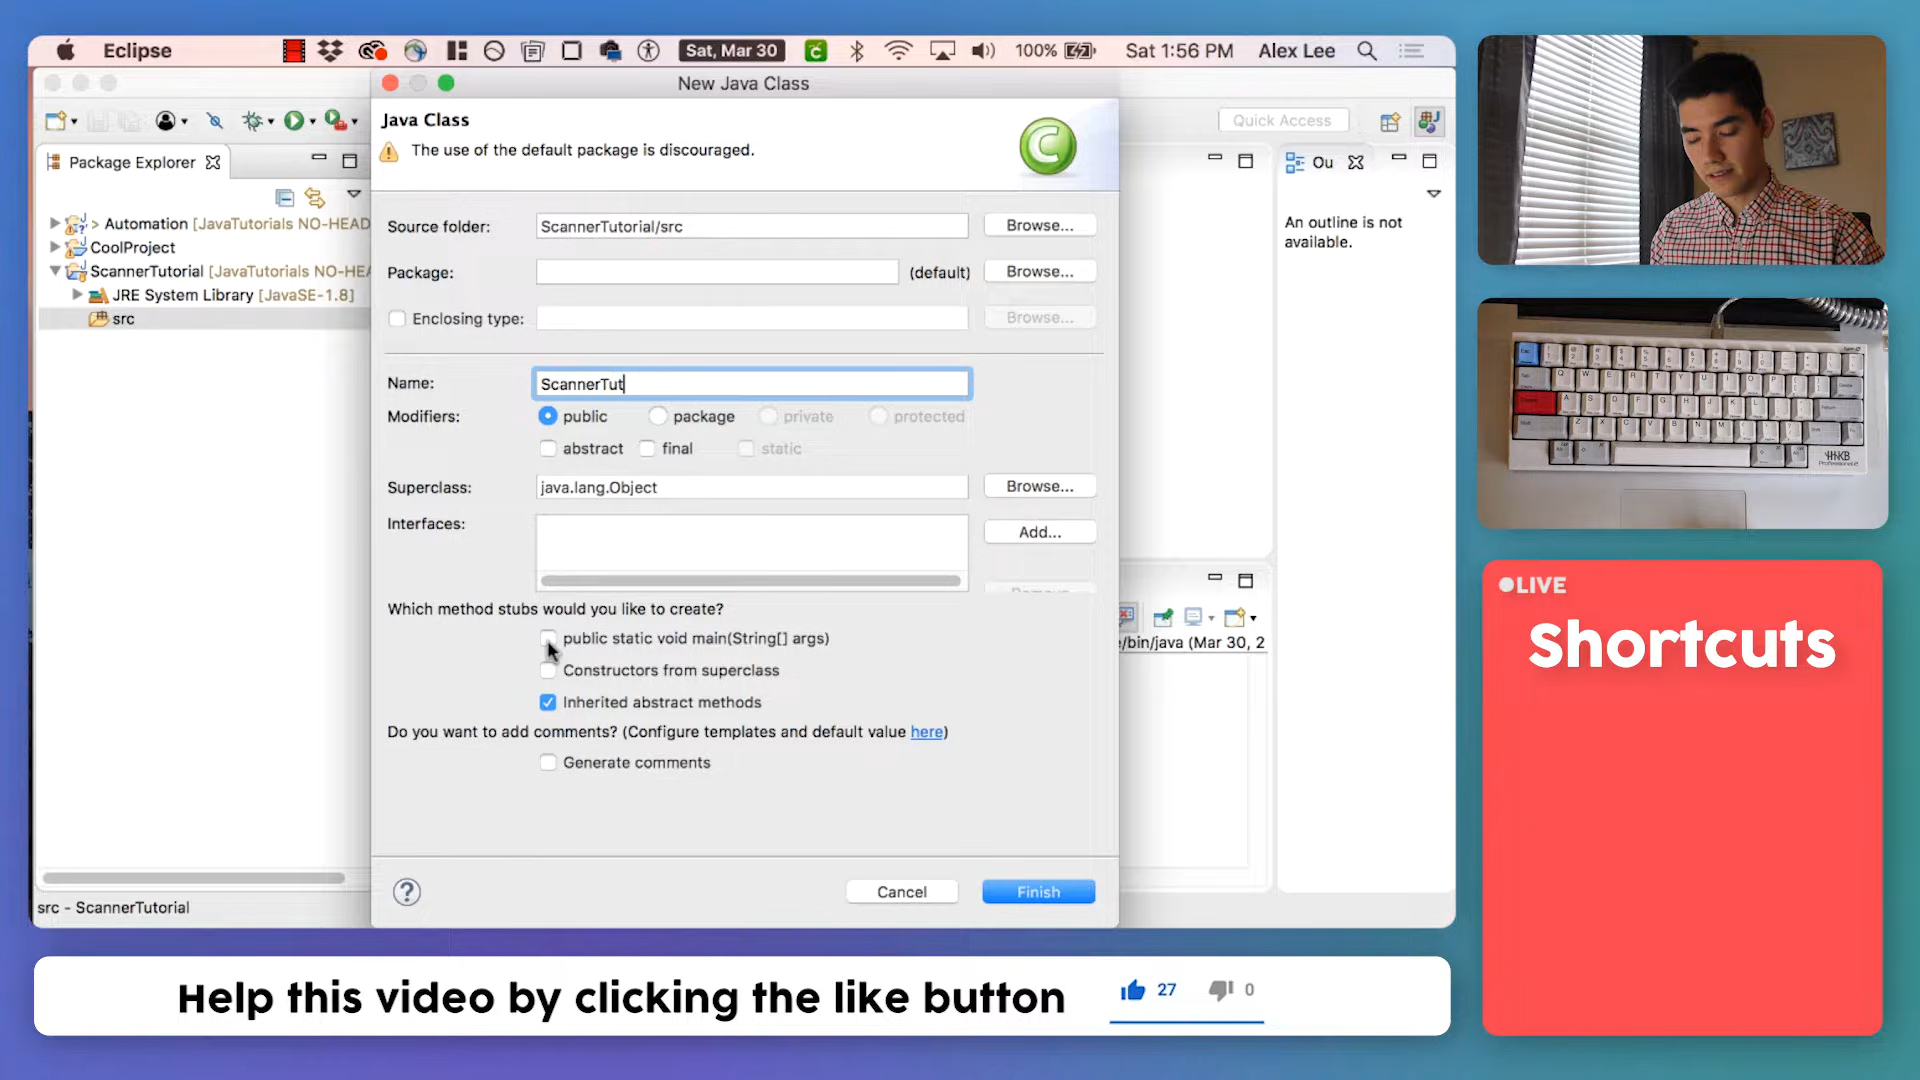 Eclipse
Sat, Mar 30
100%
Sat 1:56 PM
Alex Lee
New Java Class
Java Class
The use of the default package is discouraged.
Quick Access
Package Explorer
> Automation [JavaTutorials NO-HEAD
CoolProject
ScannerTutorial [JavaTutorials NO-HEA
JRE System Library [JavaSE-1.8]
src
Source folder: ScannerTutorial/src Browse...
Package: (default) Browse...
Enclosing type: Browse...
Name: ScannerTut
Modifiers: public package private protected
abstract final static
Superclass: java.lang.Object Browse...
Interfaces: Add...
Which method stubs would you like to create?
public static void main(String[] args)
Constructors from superclass
Inherited abstract methods
Do you want to add comments? (Configure templates and default value here)
Generate comments
? Cancel Finish
Ou
An outline is not
available.
/bin/java (Mar 30, 2
src - ScannerTutorial
Help this video by clicking the like button 27 0
HHKB
LIVE
Shortcuts